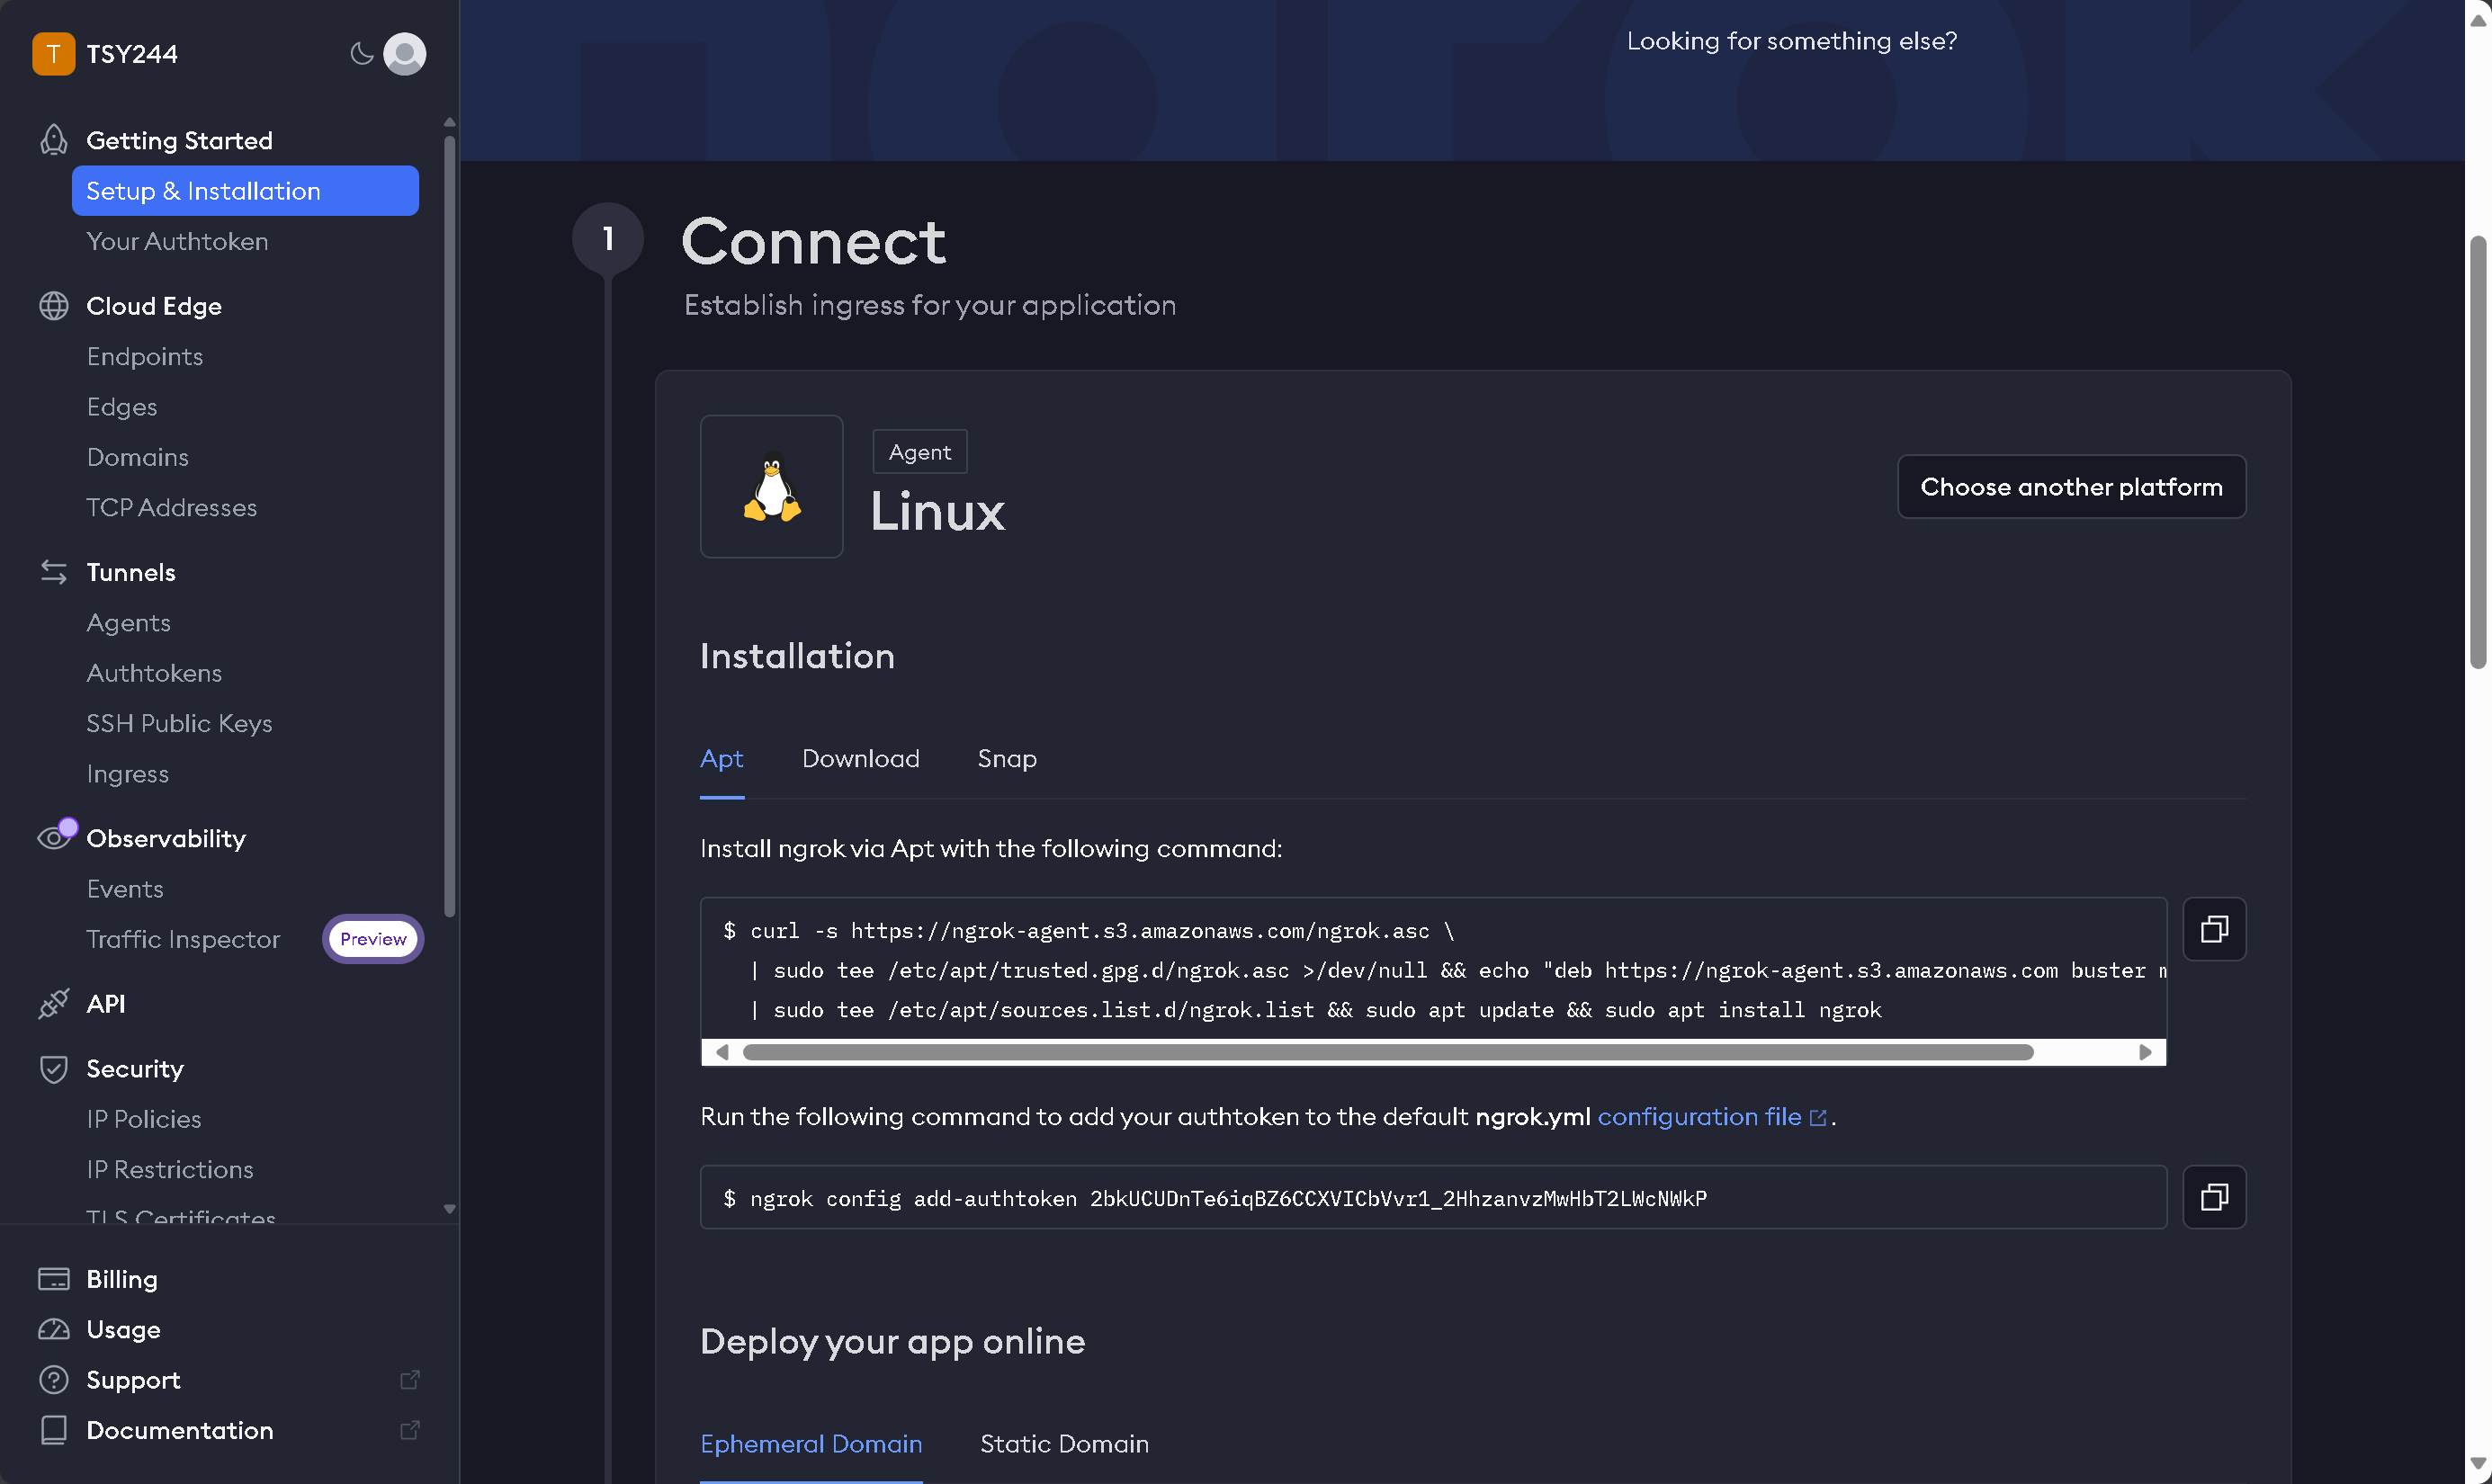 T TSY244
Getting Started
Setup & Installation
Your Authtoken
Cloud Edge
Endpoints
Edges
Domains
TCP Addresses
Tunnels
Agents
Authtokens
SSH Public Keys
Ingress
Observability
Events
Traffic Inspector Preview
API
Security
IP Policies
IP Restrictions
TLS Certificates
Billing
Usage
Support
Documentation
ngrok
Looking for something else?
1 Connect
Establish ingress for your application
Agent
Linux
Choose another platform
Installation
Apt Download Snap
Install ngrok via Apt with the following command:
$ curl -s https://ngrok-agent.s3.amazonaws.com/ngrok.asc \
| sudo tee /etc/apt/trusted.gpg.d/ngrok.asc >/dev/null && echo "deb https://ngrok-agent.s3.amazonaws.com buster
| sudo tee /etc/apt/sources.list.d/ngrok.list && sudo apt update && sudo apt install ngrok
Run the following command to add your authtoken to the default ngrok.yml configuration file.
$ ngrok config add-authtoken 2bkUCUDnTe6iqBZ6CCXVICbVvr1_2HhzanvzMwHbT2LWcNWkP
Deploy your app online
Ephemeral Domain Static Domain